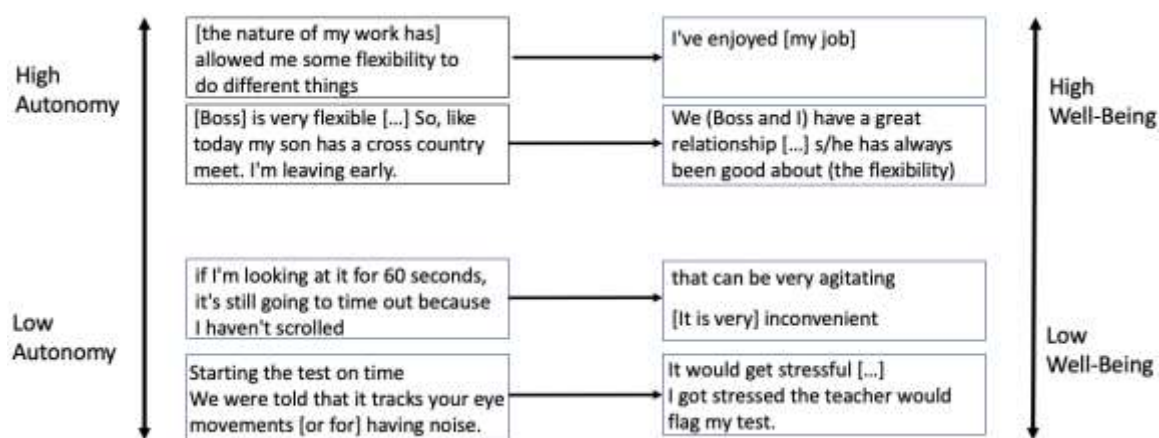 High
Autonomy
[the nature of my work has]
allowed me some flexibility to
do different things
I've enjoyed [my job]
High
Well-Being
[Boss] is very flexible [...] So, like
today my son has a cross country
meet. I'm leaving early.
We (Boss and I) have a great
relationship [...] s/he has always
been good about (the flexibility)
Low
Autonomy
if I'm looking at it for 60 seconds,
it's still going to time out because
I haven't scrolled
that can be very agitating
[It is very] inconvenient
Low
Well-Being
Starting the test on time
We were told that it tracks your eye
movements [or for] having noise.
It would get stressful [...]
I got stressed the teacher would
flag my test.